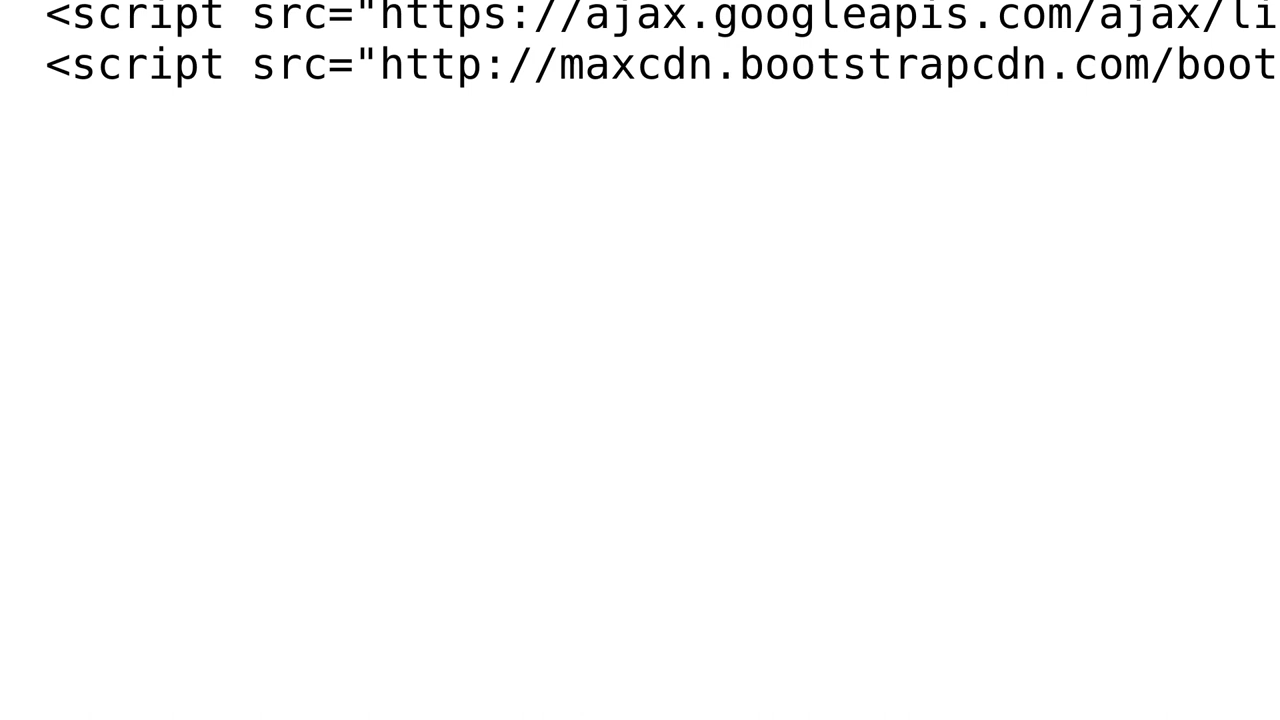 <script src="https://ajax.googleapis.com/ajax/li
<script src="http://maxcdn.bootstrapcdn.com/boot